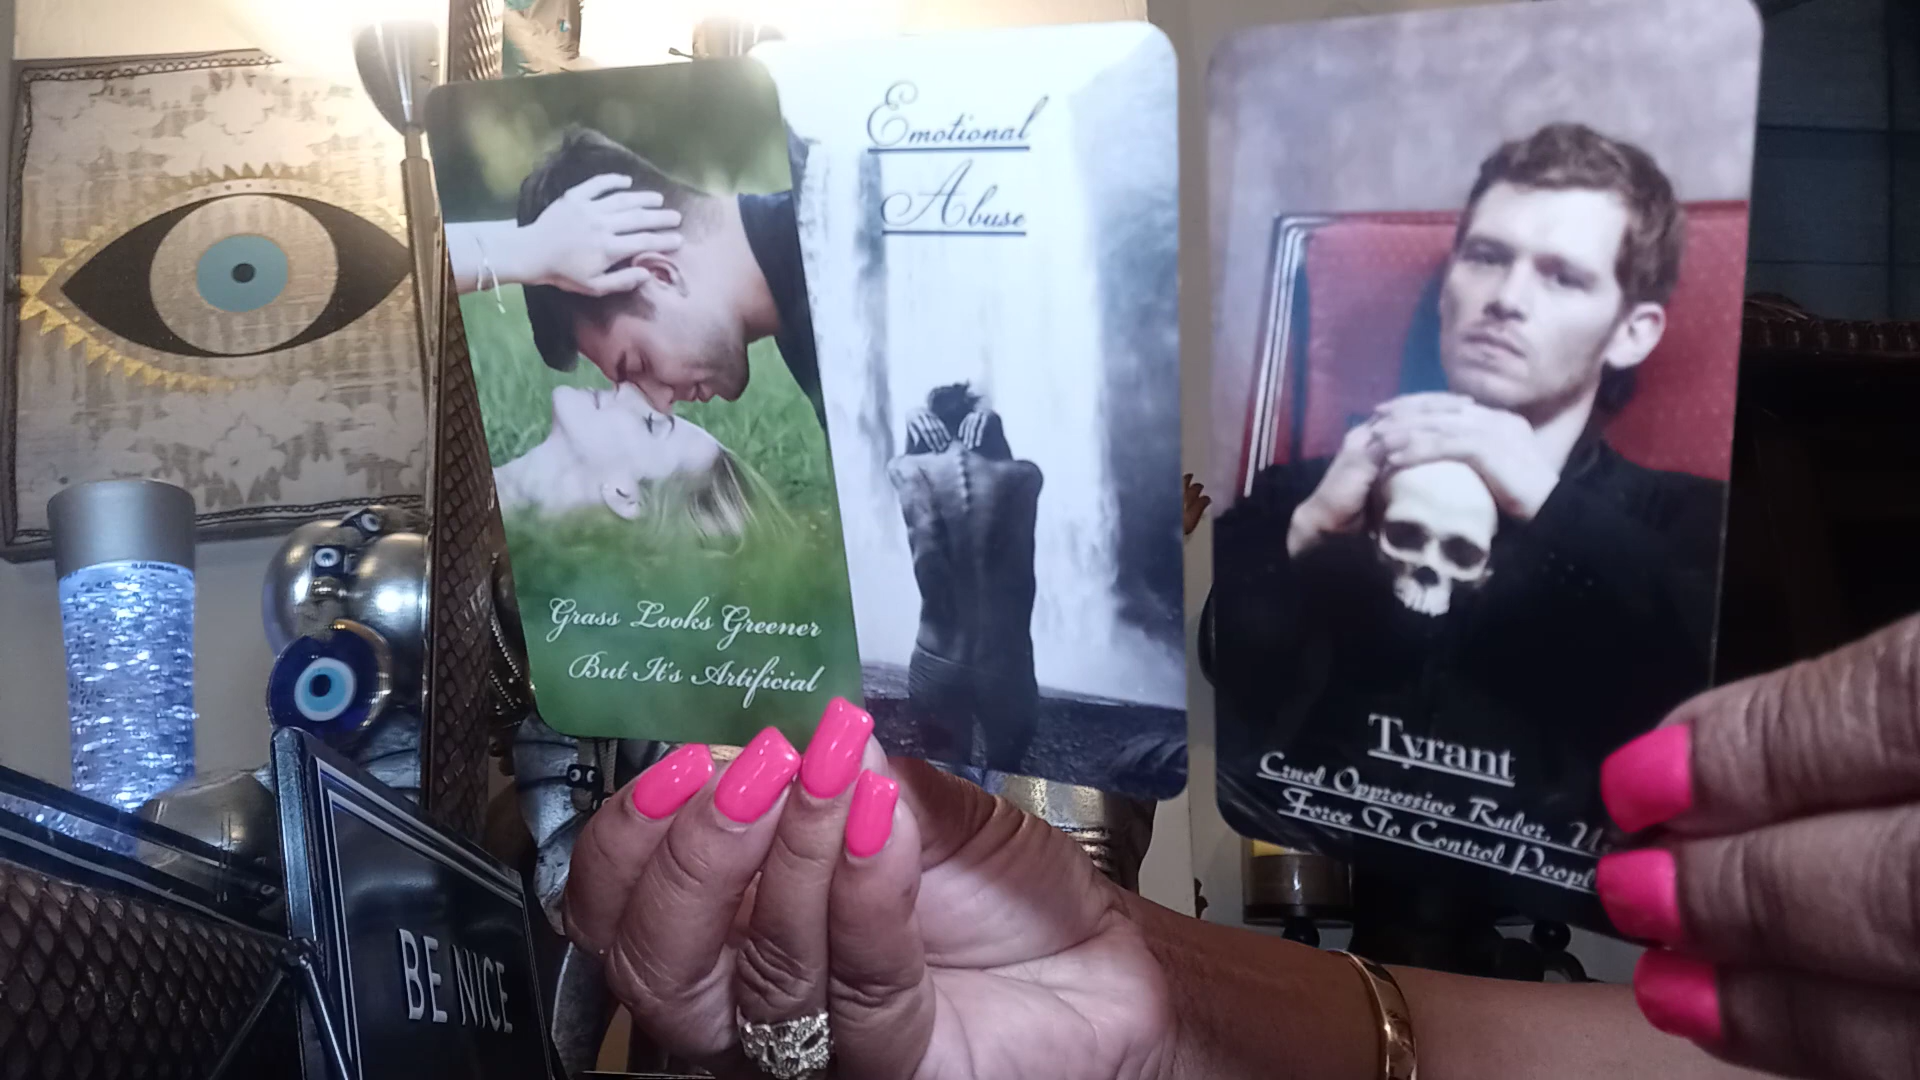 Grass Looks Greener
But It's Artificial
Emotional
Abuse
Tyrant
Cruel Oppressive Ruler,
Force To Control
BE NICE